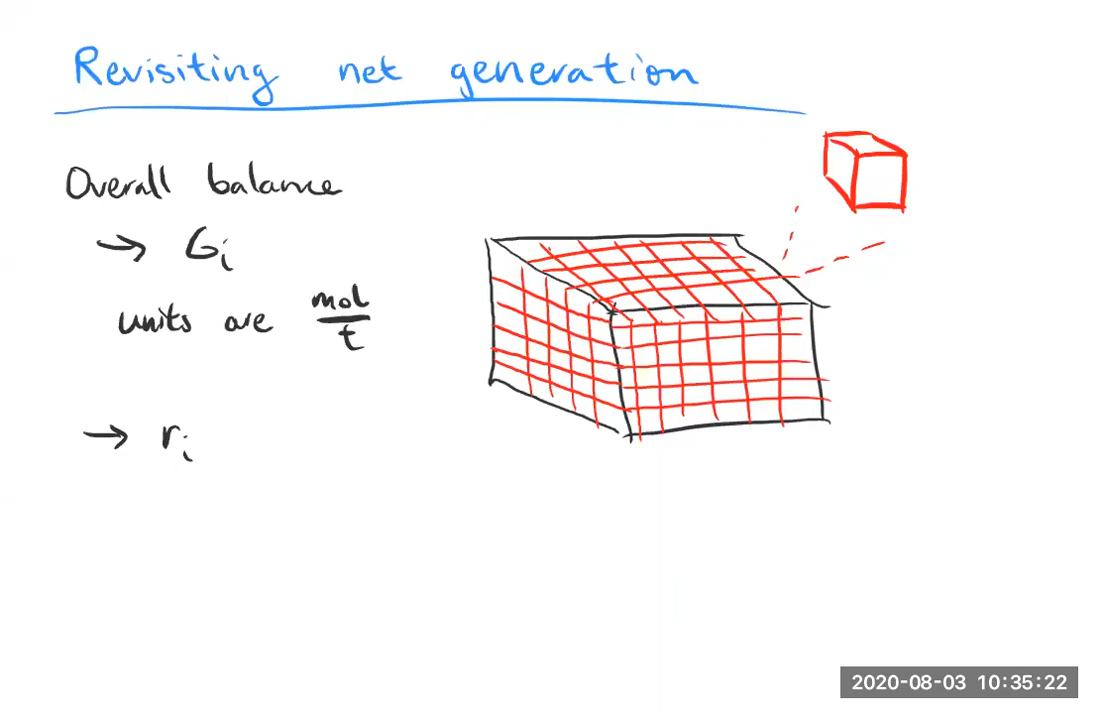 Revisiting net generation
Overall balance
→ Gi
units are mol/t
→ ri
2020-08-03 10:35:22